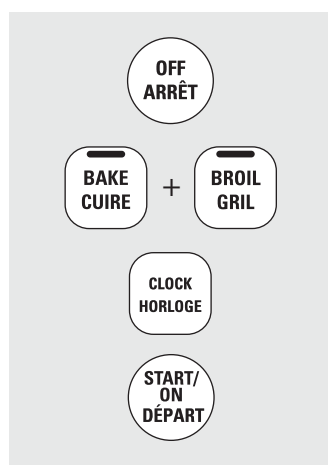 OFF
ARRÊT
BAKE
CUIRE
+
BROIL
GRIL
CLOCK
HORLOGE
START/
ON
DÉPART